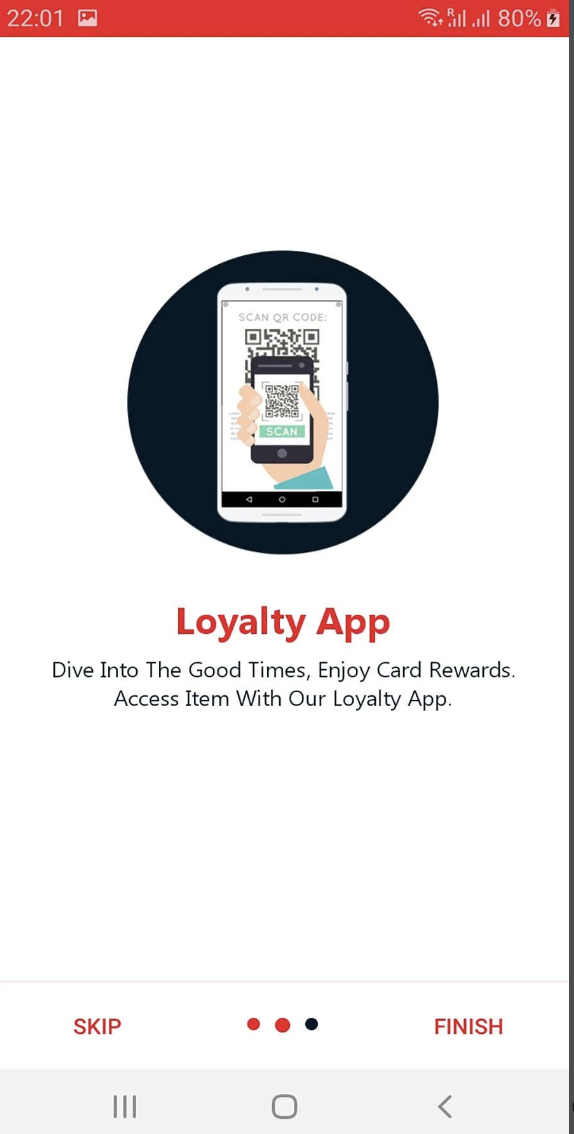 22:01 R 80%
SCAN QR CODE:
SCAN
Loyalty App
Dive Into The Good Times, Enjoy Card Rewards.
Access Item With Our Loyalty App.
SKIP FINISH